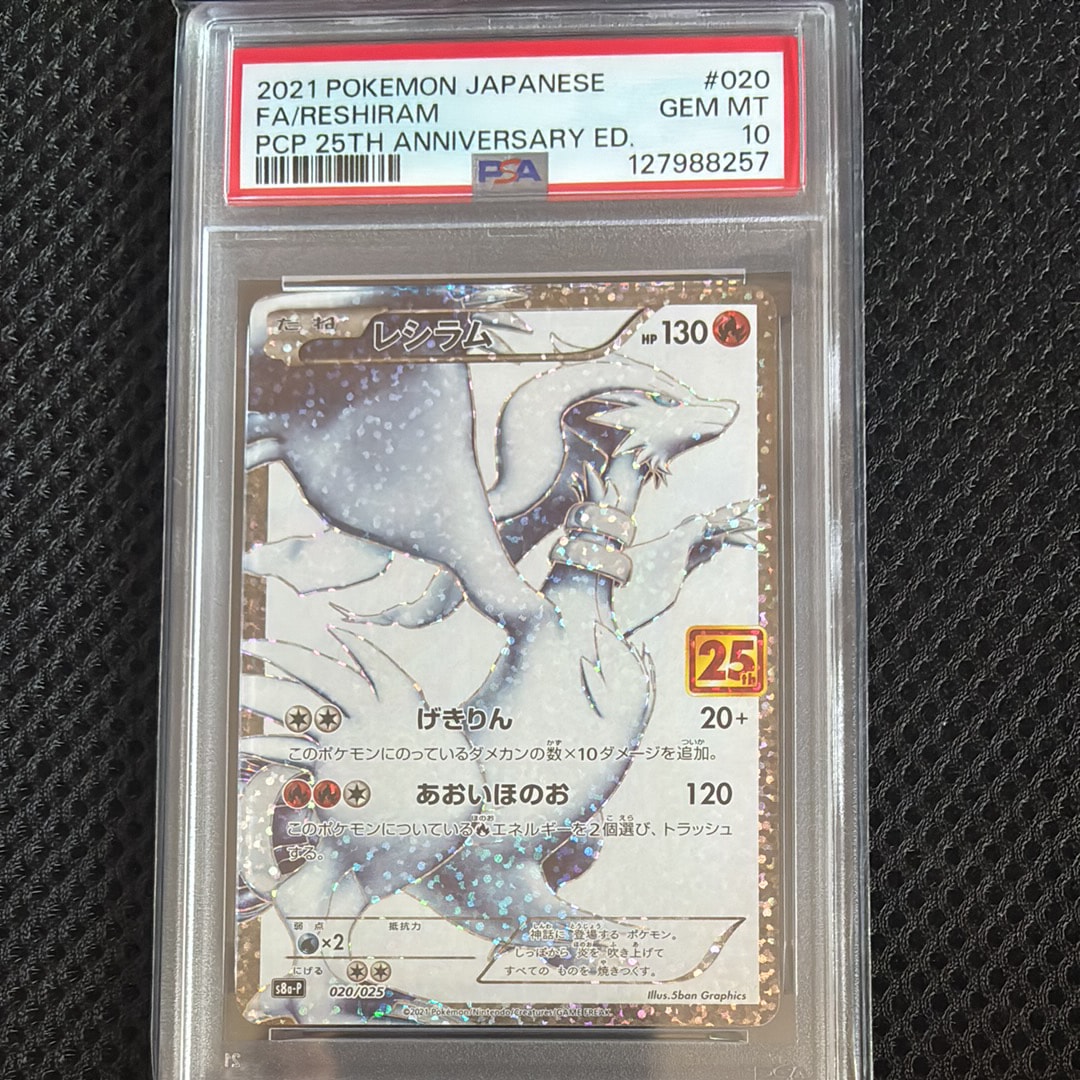 2021 POKEMON JAPANESE #020
FA/RESHIRAM GEM MT
PCP 25TH ANNIVERSARY ED. 10
PSA 127988257
たね レシラム HP 130
25th
げきりん 20+
このポケモンにのっているダメカンの数×10ダメージを追加。
あおいほのお 120
このポケモンについているエネルギーを2個選び、トラッシュ
する。
弱点 抵抗力
×2
にげる
神話に 登場する ポケモン。
しっぽから 炎を 吹き上げて
すべての ものを 焼きつくす。
s8a-P 020/025
Illus.5ban Graphics
©2021 Pokémon/Nintendo/Creatures/GAME FREAK